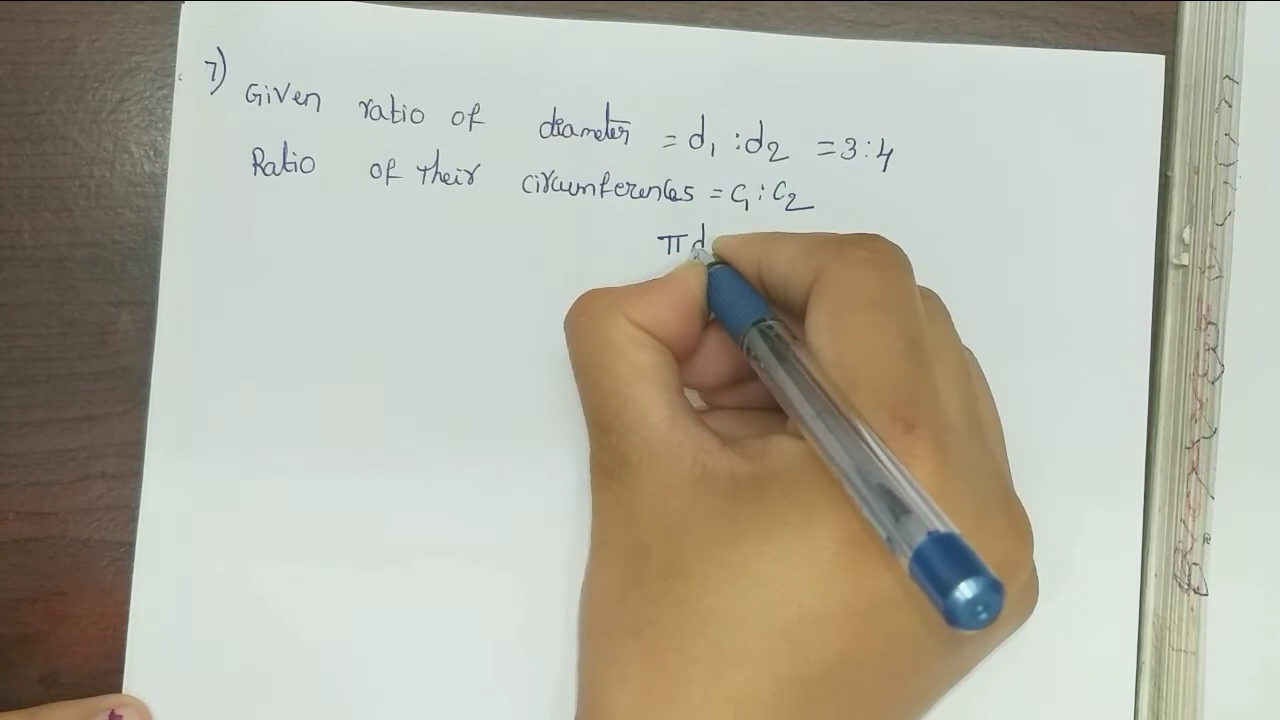 7) Given ratio of diameter = d₁ : d₂ = 3 : 4
Ratio of their circumferences = C₁ : C₂
πd